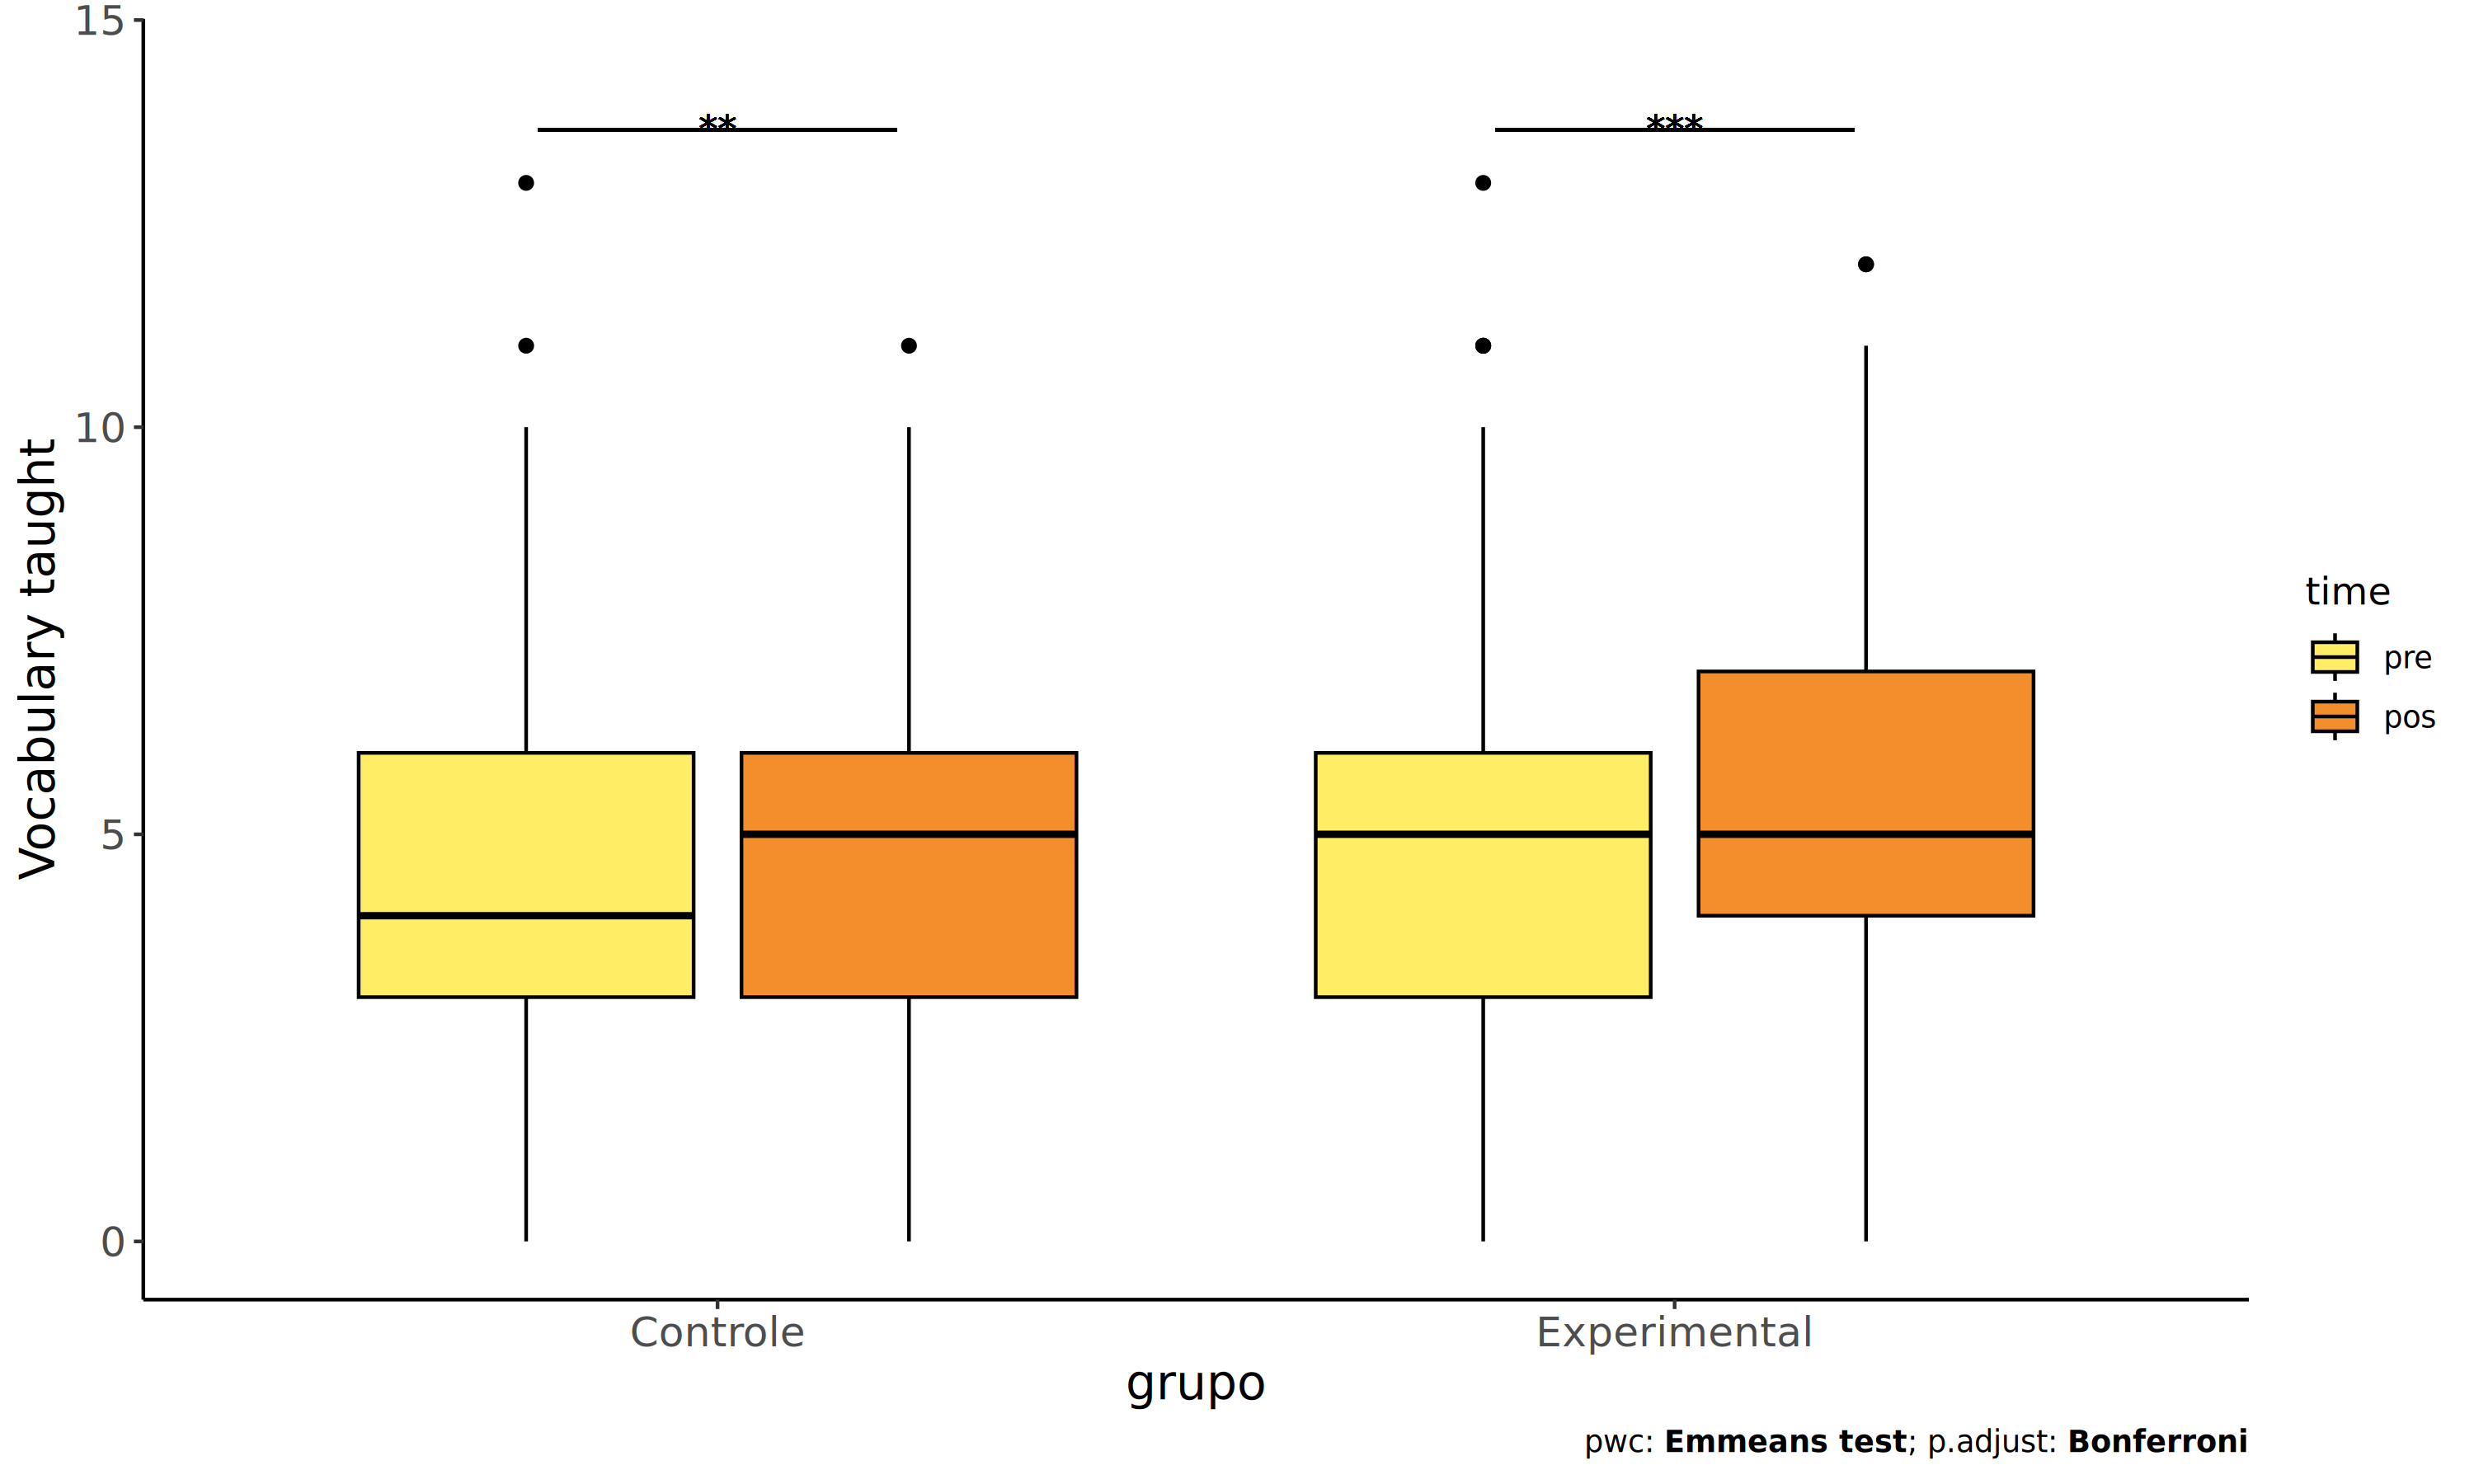 15
10
5
0
Vocabulary taught
**
***
Controle
Experimental
grupo
time
pre
pos
pwc: Emmeans test; p.adjust: Bonferroni